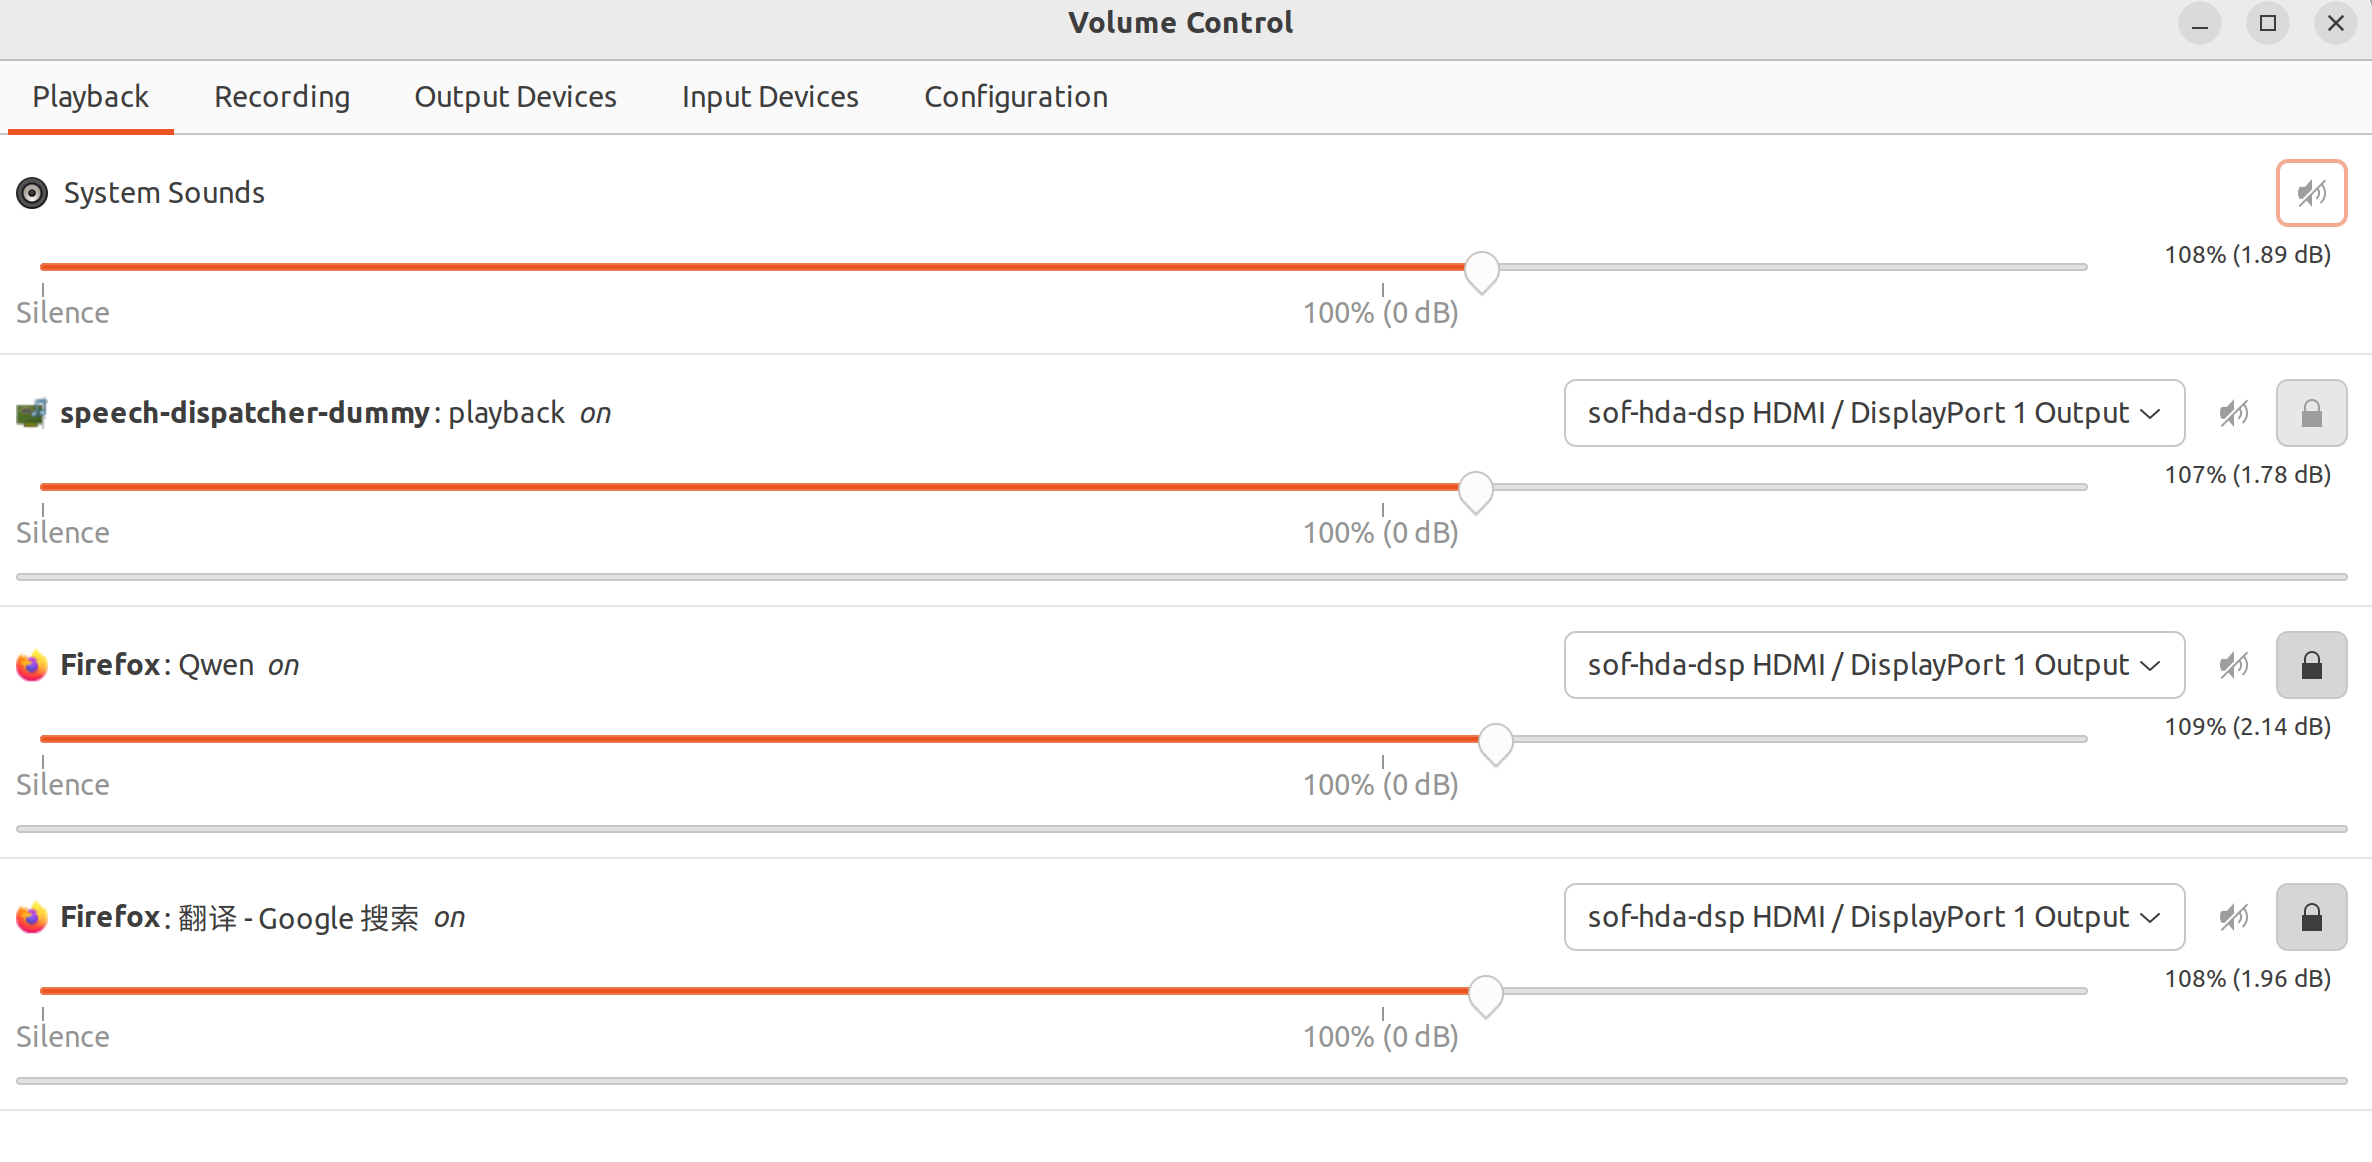 Volume Control
Playback Recording Output Devices Input Devices Configuration
System Sounds
108% (1.89 dB)
Silence 100% (0 dB)
speech-dispatcher-dummy: playback on sof-hda-dsp HDMI / DisplayPort 1 Output
107% (1.78 dB)
Silence 100% (0 dB)
Firefox: Qwen on sof-hda-dsp HDMI / DisplayPort 1 Output
109% (2.14 dB)
Silence 100% (0 dB)
Firefox: 翻译 - Google 搜索 on sof-hda-dsp HDMI / DisplayPort 1 Output
108% (1.96 dB)
Silence 100% (0 dB)